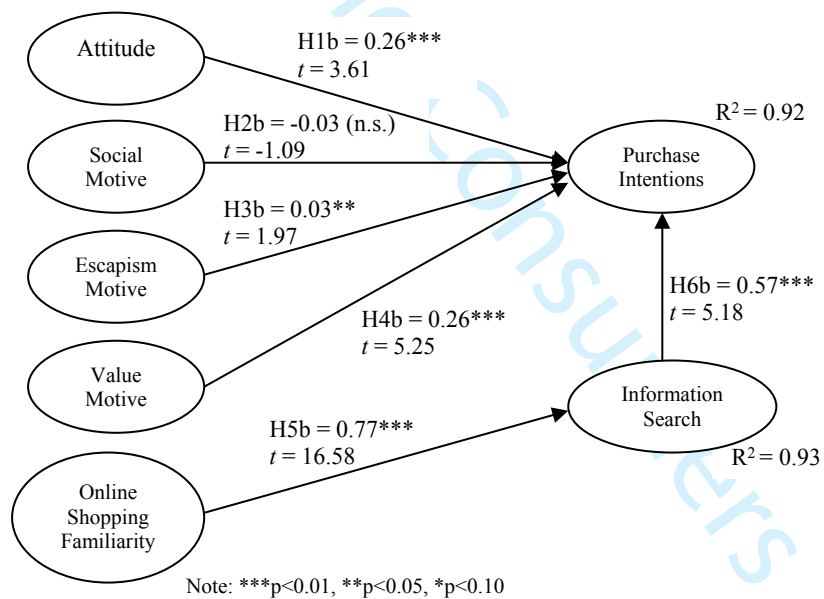 Attitude
H1b = 0.26***
t = 3.61
R² = 0.92
H2b = -0.03 (n.s.)
t = -1.09
Social
Motive
Purchase
Intentions
H3b = 0.03**
t = 1.97
Escapism
Motive
H6b = 0.57***
t = 5.18
H4b = 0.26***
t = 5.25
Value
Motive
Information
Search
H5b = 0.77***
t = 16.58
R² = 0.93
Online
Shopping
Familiarity
Note: ***p<0.01, **p<0.05, *p<0.10
Consumers